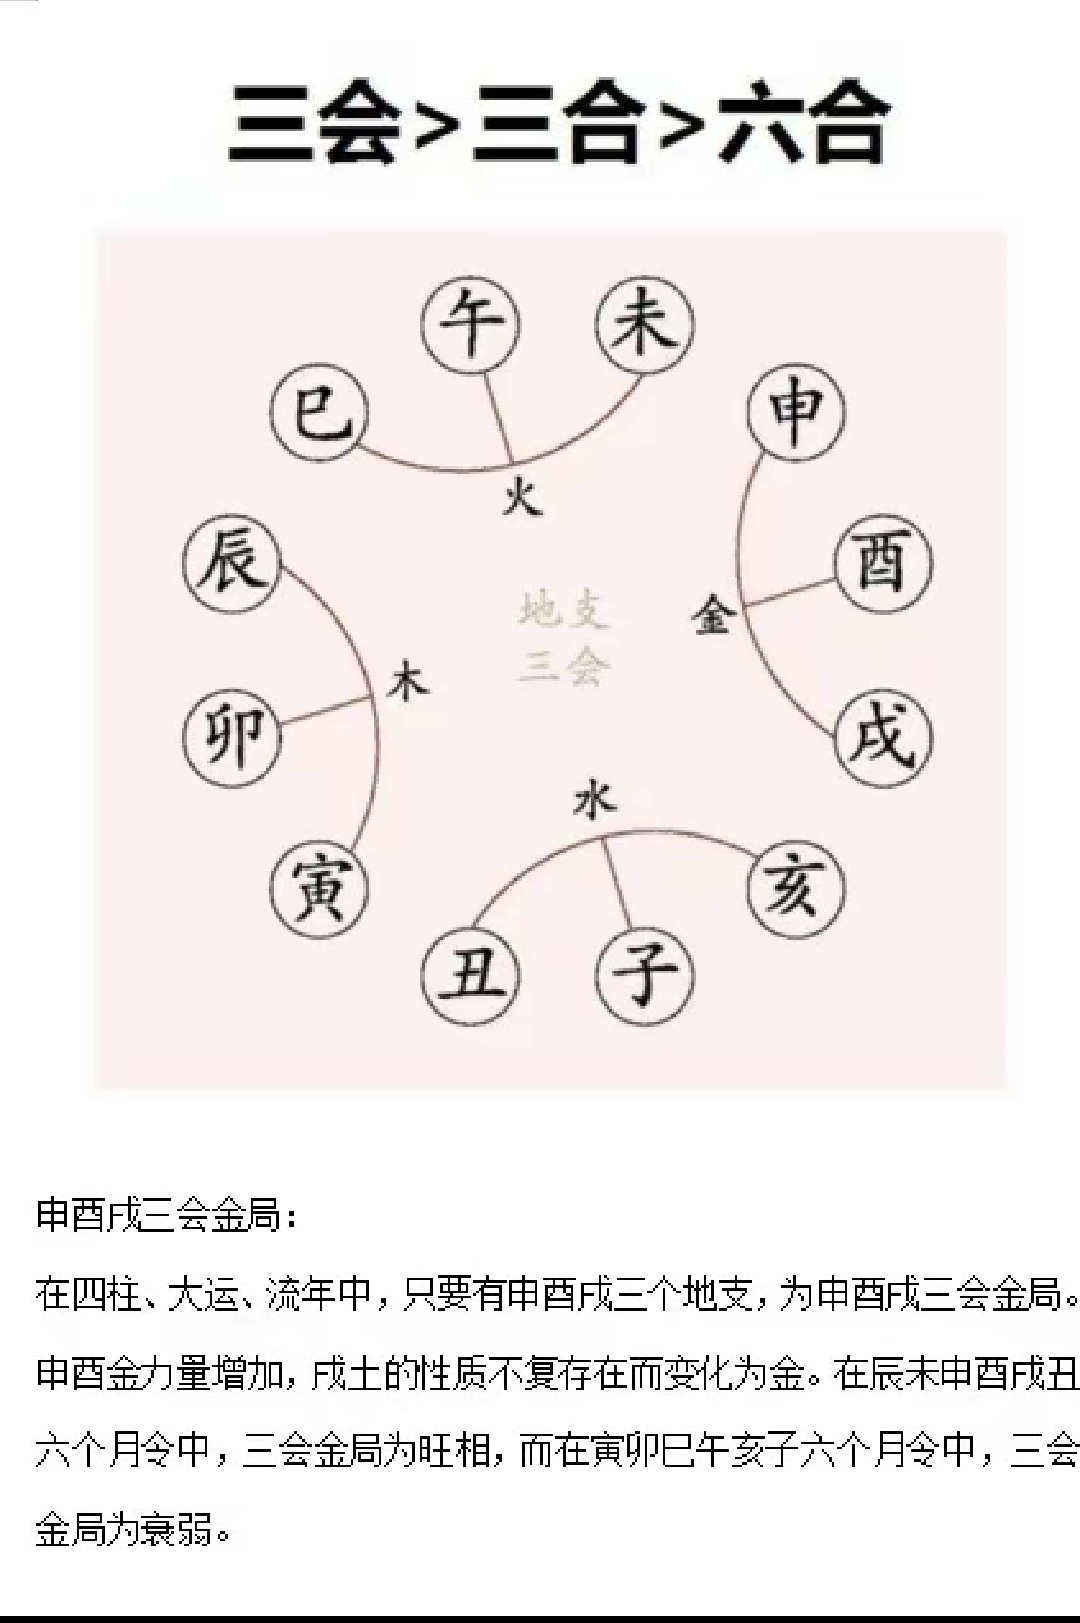 三会>三合>六合
午
未
巳
申
火
辰
酉
地支
三会
金
木
卯
戌
水
寅
亥
丑
子
申酉戌三会金局：
在四柱、大运、流年中，只要有申酉戌三个地支，为申酉戌三会金局。
申酉金力量增加，戌土的性质不复存在而变化为金。在辰未申酉戌丑
六个月令中，三会金局为旺相，而在寅卯巳午亥子六个月令中，三会
金局为衰弱。